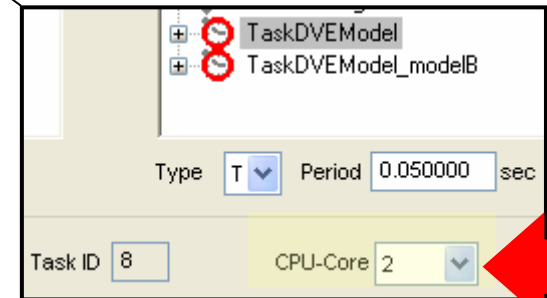 TaskDVEModel
TaskDVEModel_modelB
Type T Period 0.050000 sec
Task ID 8 CPU-Core 2